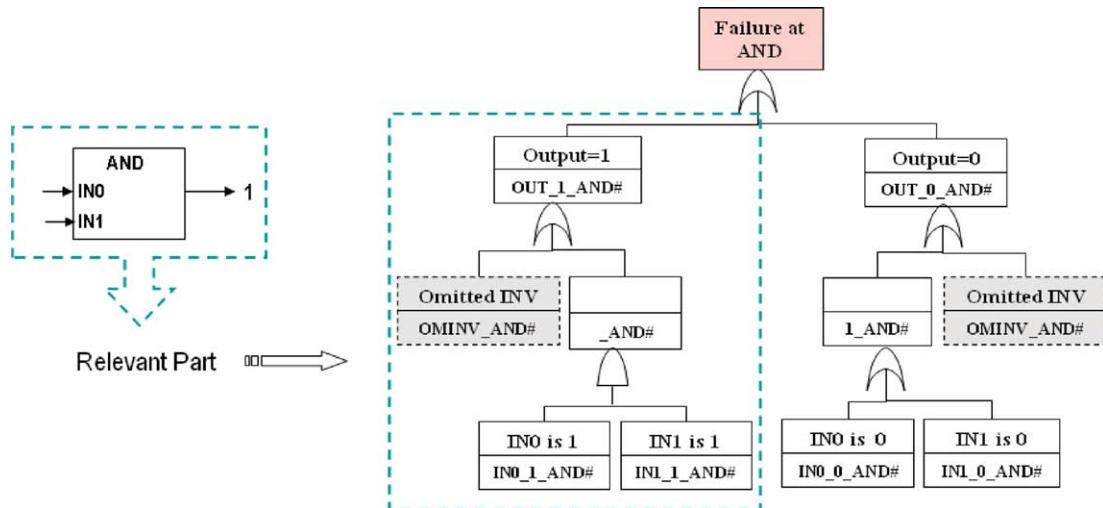 Failure at
AND
AND
IN0
IN1
1
Relevant Part
Output=1
OUT_1_AND#
Output=0
OUT_0_AND#
Omitted INV
OMINV_AND#
_AND#
1_AND#
Omitted INV
OMINV_AND#
IN0 is 1
IN0_1_AND#
IN1 is 1
IN1_1_AND#
IN0 is 0
IN0_0_AND#
IN1 is 0
IN1_0_AND#